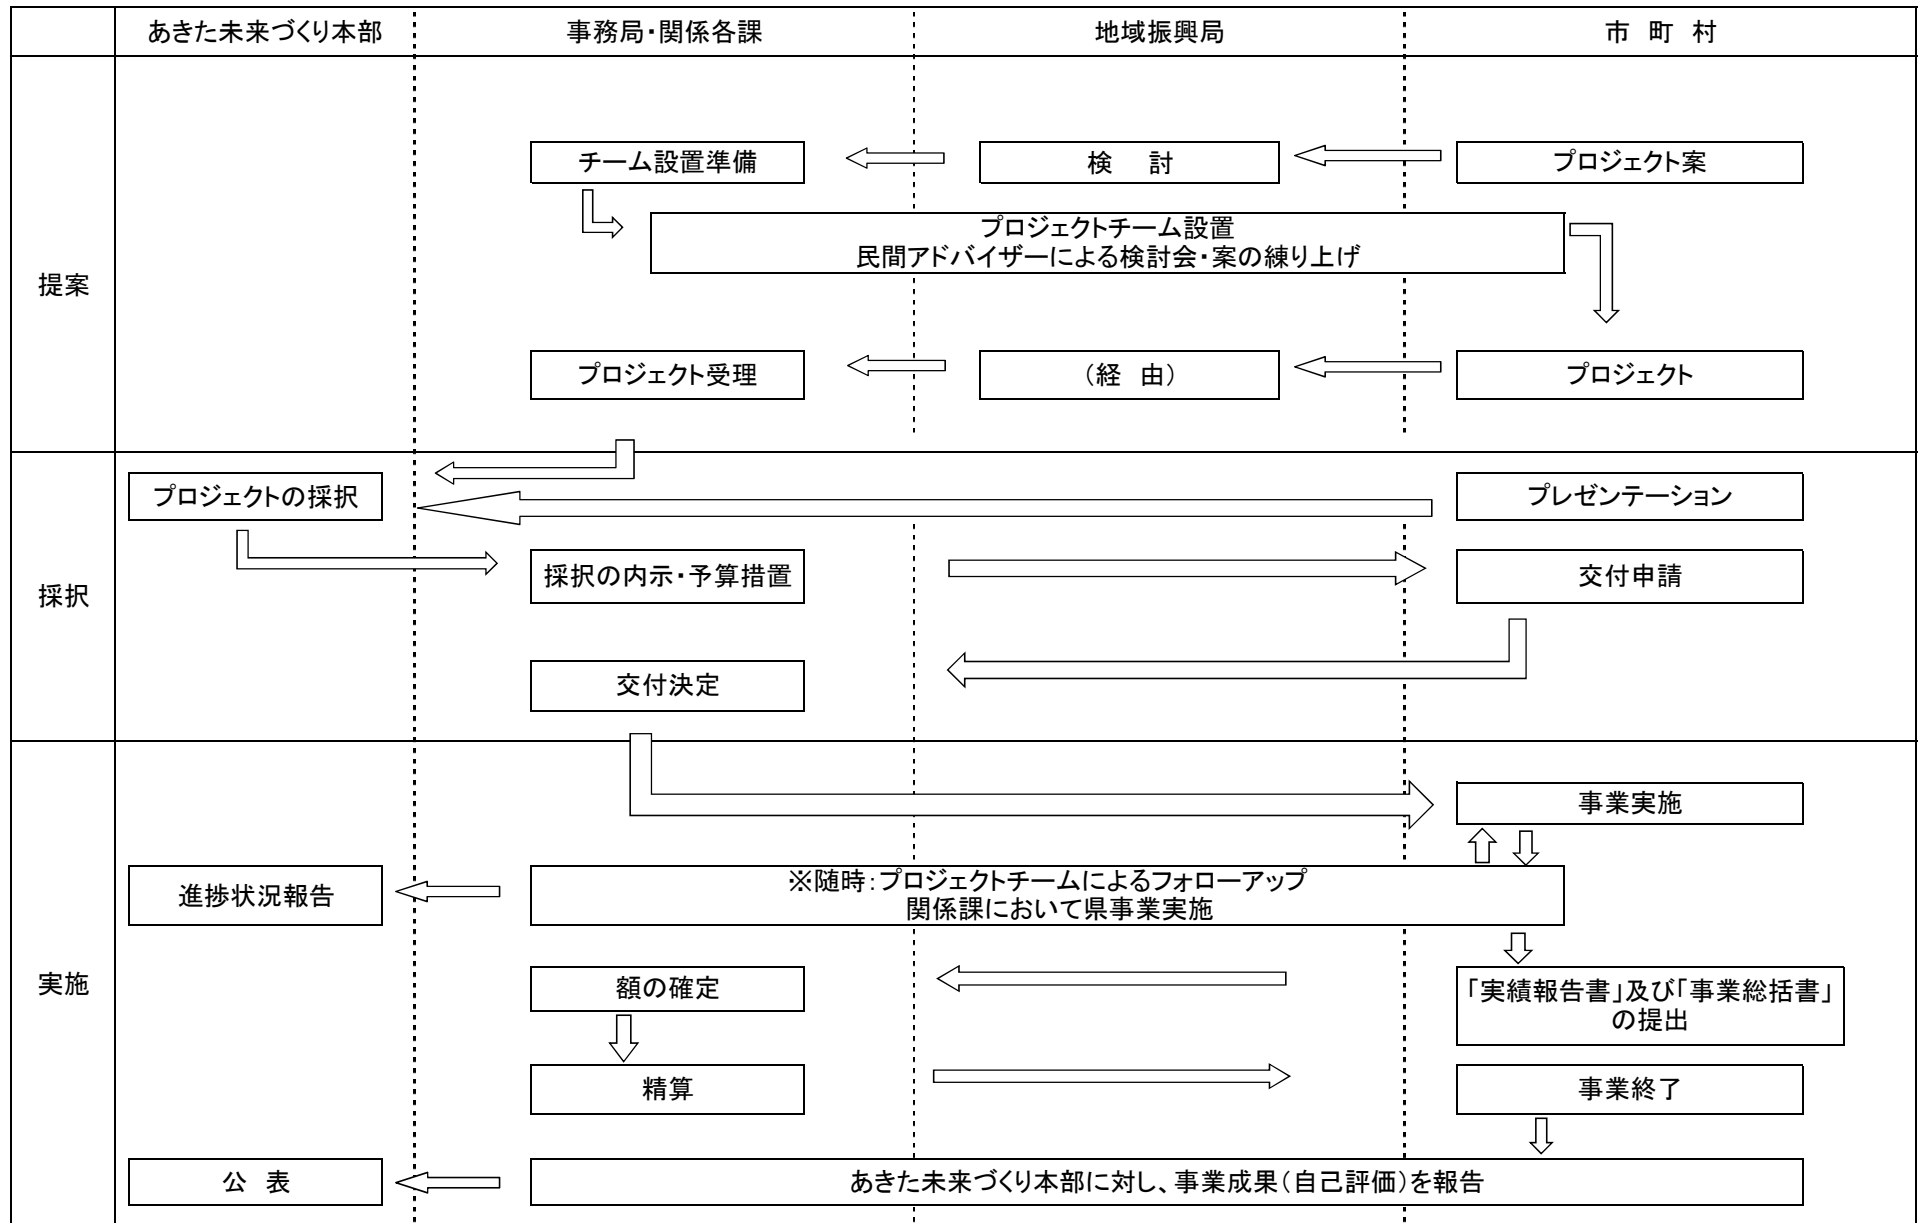 あきた未来づくり本部
事務局・関係各課
地域振興局
市 町 村
提案
チーム設置準備
検 討
プロジェクト案
プロジェクトチーム設置
民間アドバイザーによる検討会・案の練り上げ
プロジェクト受理
（経 由）
プロジェクト
採択
プロジェクトの採択
プレゼンテーション
採択の内示・予算措置
交付申請
交付決定
実施
事業実施
進捗状況報告
※随時：プロジェクトチームによるフォローアップ
関係課において県事業実施
額の確定
「実績報告書」及び「事業総括書」
の提出
精算
事業終了
公 表
あきた未来づくり本部に対し、事業成果（自己評価）を報告